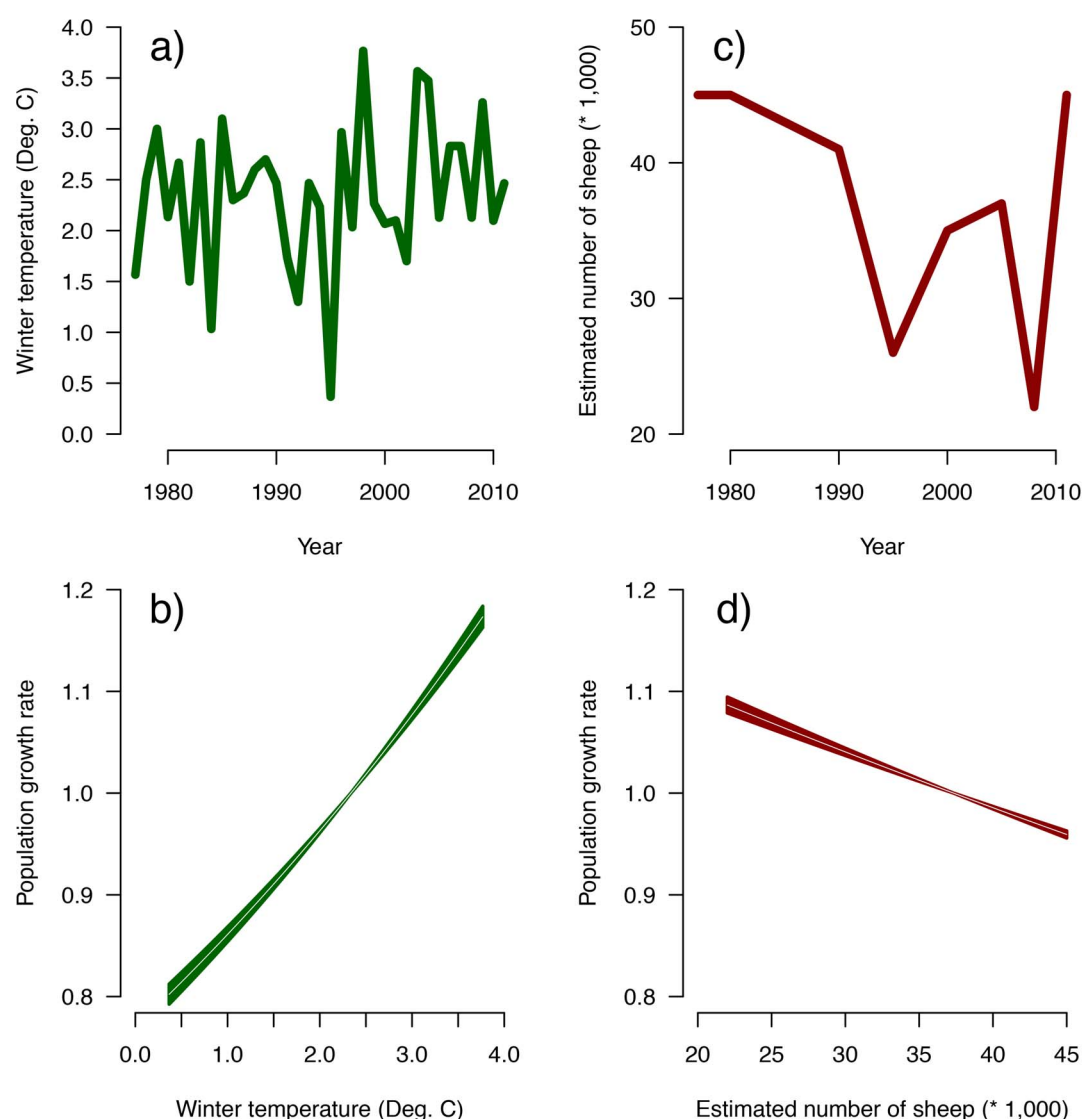 a)
Winter temperature (Deg. C)
4.0
3.5
3.0
2.5
2.0
1.5
1.0
0.5
0.0
1980 1990 2000 2010
Year
c)
Estimated number of sheep (* 1,000)
50
40
30
20
1980 1990 2000 2010
Year
b)
Population growth rate
1.2
1.1
1.0
0.9
0.8
0.0 1.0 2.0 3.0 4.0
Winter temperature (Deg. C)
d)
Population growth rate
1.2
1.1
1.0
0.9
0.8
20 25 30 35 40 45
Estimated number of sheep (* 1,000)